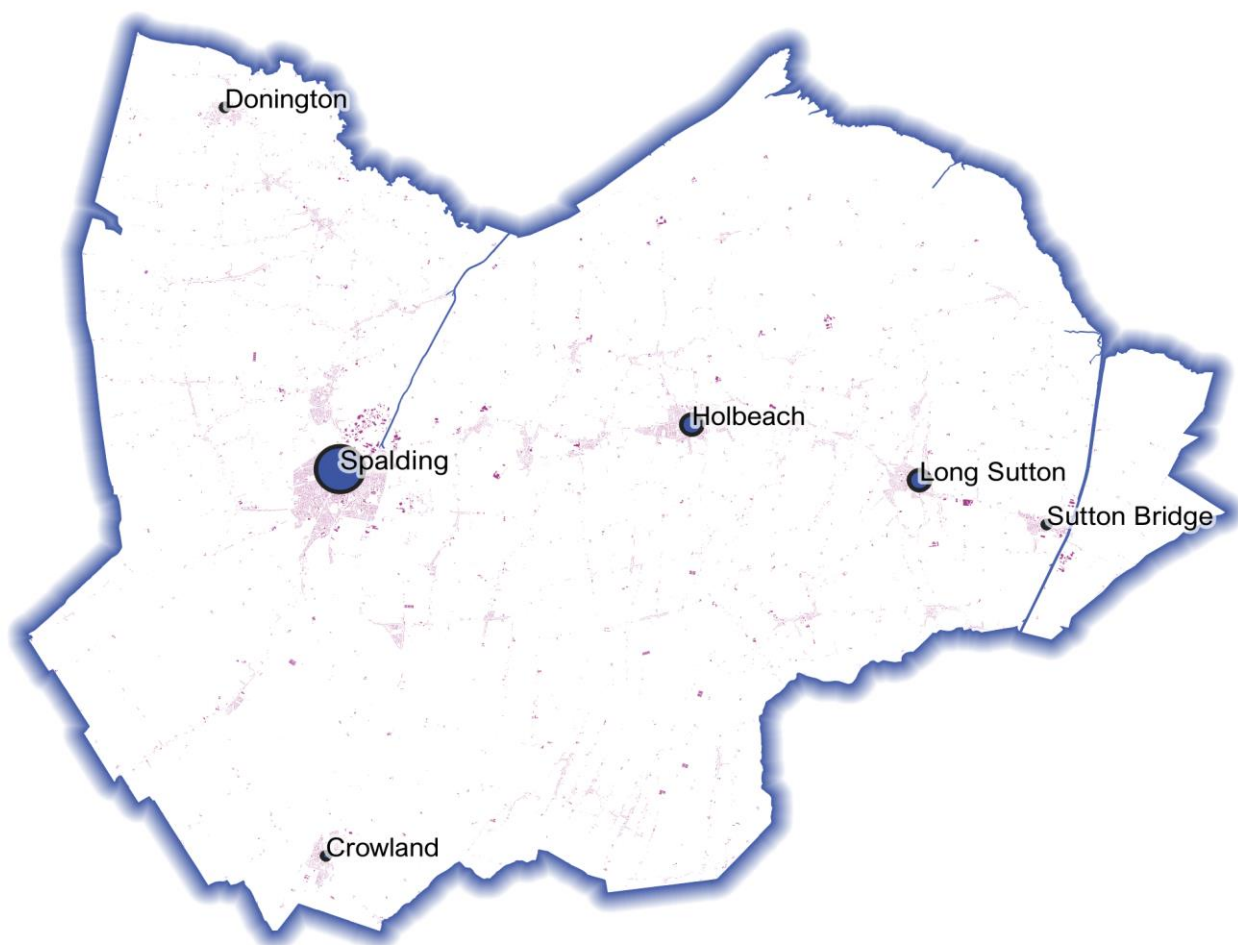 Donington
Holbeach
Spalding
Long Sutton
Sutton Bridge
Crowland